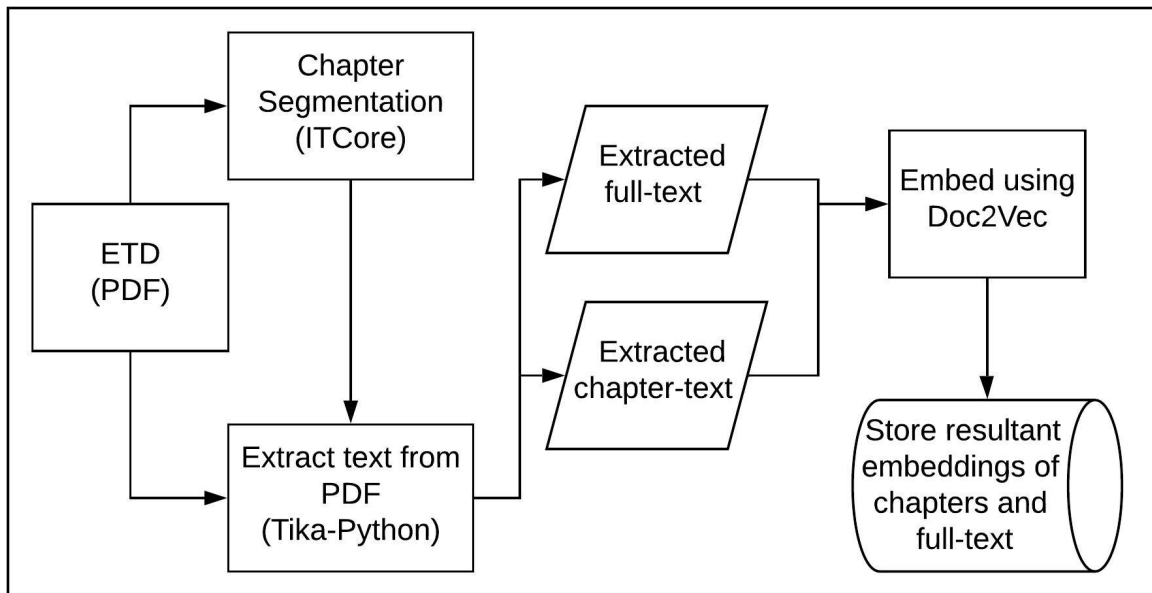 Chapter
Segmentation
(ITCore)
ETD
(PDF)
Extract text from
PDF
(Tika-Python)
Extracted
full-text
Extracted
chapter-text
Embed using
Doc2Vec
Store resultant
embeddings of
chapters and
full-text